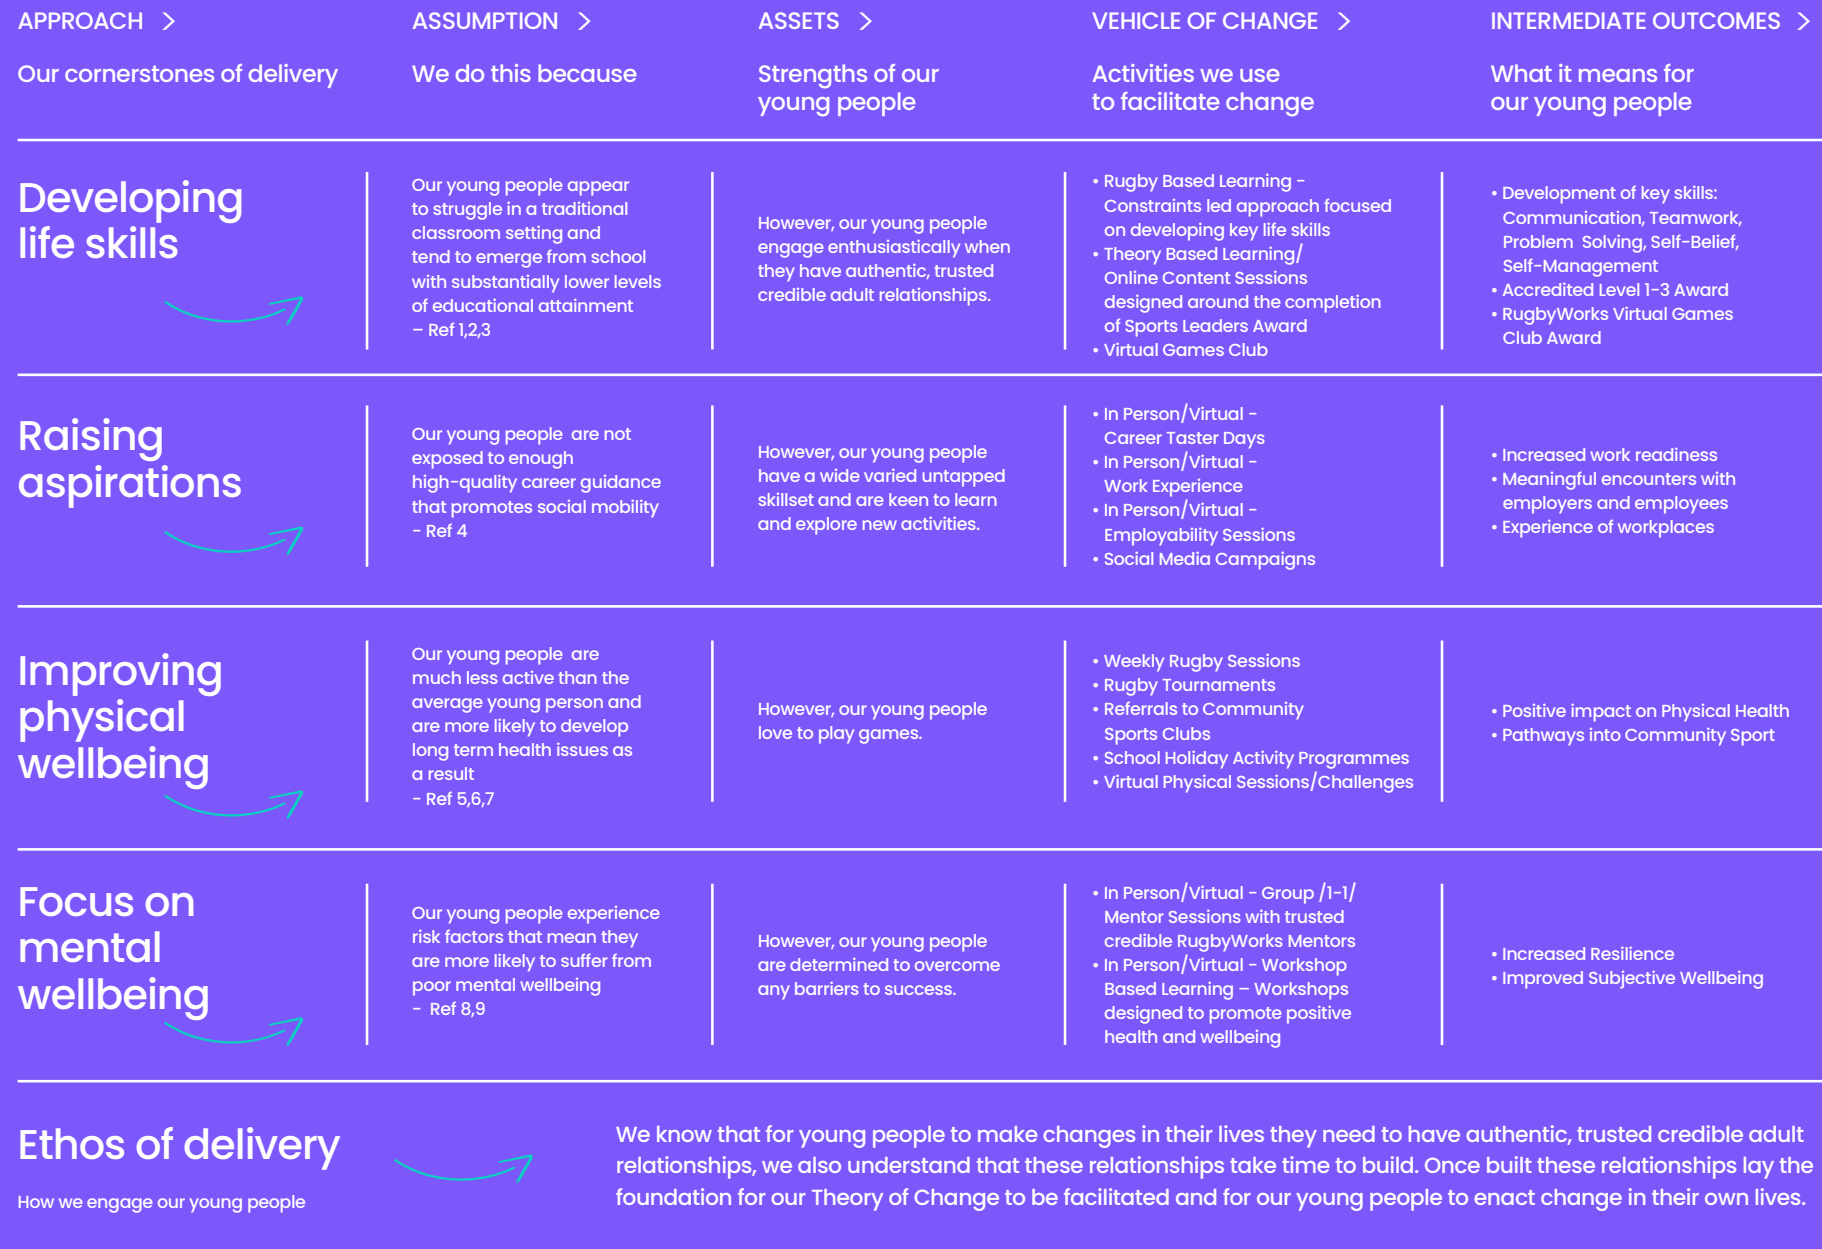 APPROACH >
ASSUMPTION >
ASSETS >
VEHICLE OF CHANGE >
INTERMEDIATE OUTCOMES >
Our cornerstones of delivery
We do this because
Strengths of our
young people
Activities we use
to facilitate change
What it means for
our young people
Developing
life skills
Our young people appear
to struggle in a traditional
classroom setting and
tend to emerge from school
with substantially lower levels
of educational attainment
– Ref 1,2,3
However, our young people
engage enthusiastically when
they have authentic, trusted
credible adult relationships.
• Rugby Based Learning -
Constraints led approach focused
on developing key life skills
• Theory Based Learning/
Online Content Sessions
designed around the completion
of Sports Leaders Award
• Virtual Games Club
• Development of key skills:
Communication, Teamwork,
Problem Solving, Self-Belief,
Self-Management
• Accredited Level 1-3 Award
• RugbyWorks Virtual Games
Club Award
Raising
aspirations
Our young people are not
exposed to enough
high-quality career guidance
that promotes social mobility
- Ref 4
However, our young people
have a wide varied untapped
skillset and are keen to learn
and explore new activities.
• In Person/Virtual -
Career Taster Days
• In Person/Virtual -
Work Experience
• In Person/Virtual -
Employability Sessions
• Social Media Campaigns
• Increased work readiness
• Meaningful encounters with
employers and employees
• Experience of workplaces
Improving
physical
wellbeing
Our young people are
much less active than the
average young person and
are more likely to develop
long term health issues as
a result
- Ref 5,6,7
However, our young people
love to play games.
• Weekly Rugby Sessions
• Rugby Tournaments
• Referrals to Community
Sports Clubs
• School Holiday Activity Programmes
• Virtual Physical Sessions/Challenges
• Positive impact on Physical Health
• Pathways into Community Sport
Focus on
mental
wellbeing
Our young people experience
risk factors that mean they
are more likely to suffer from
poor mental wellbeing
- Ref 8,9
However, our young people
are determined to overcome
any barriers to success.
• In Person/Virtual - Group /1-1/
Mentor Sessions with trusted
credible RugbyWorks Mentors
• In Person/Virtual - Workshop
Based Learning – Workshops
designed to promote positive
health and wellbeing
• Increased Resilience
• Improved Subjective Wellbeing
Ethos of delivery
How we engage our young people
We know that for young people to make changes in their lives they need to have authentic, trusted credible adult
relationships, we also understand that these relationships take time to build. Once built these relationships lay the
foundation for our Theory of Change to be facilitated and for our young people to enact change in their own lives.